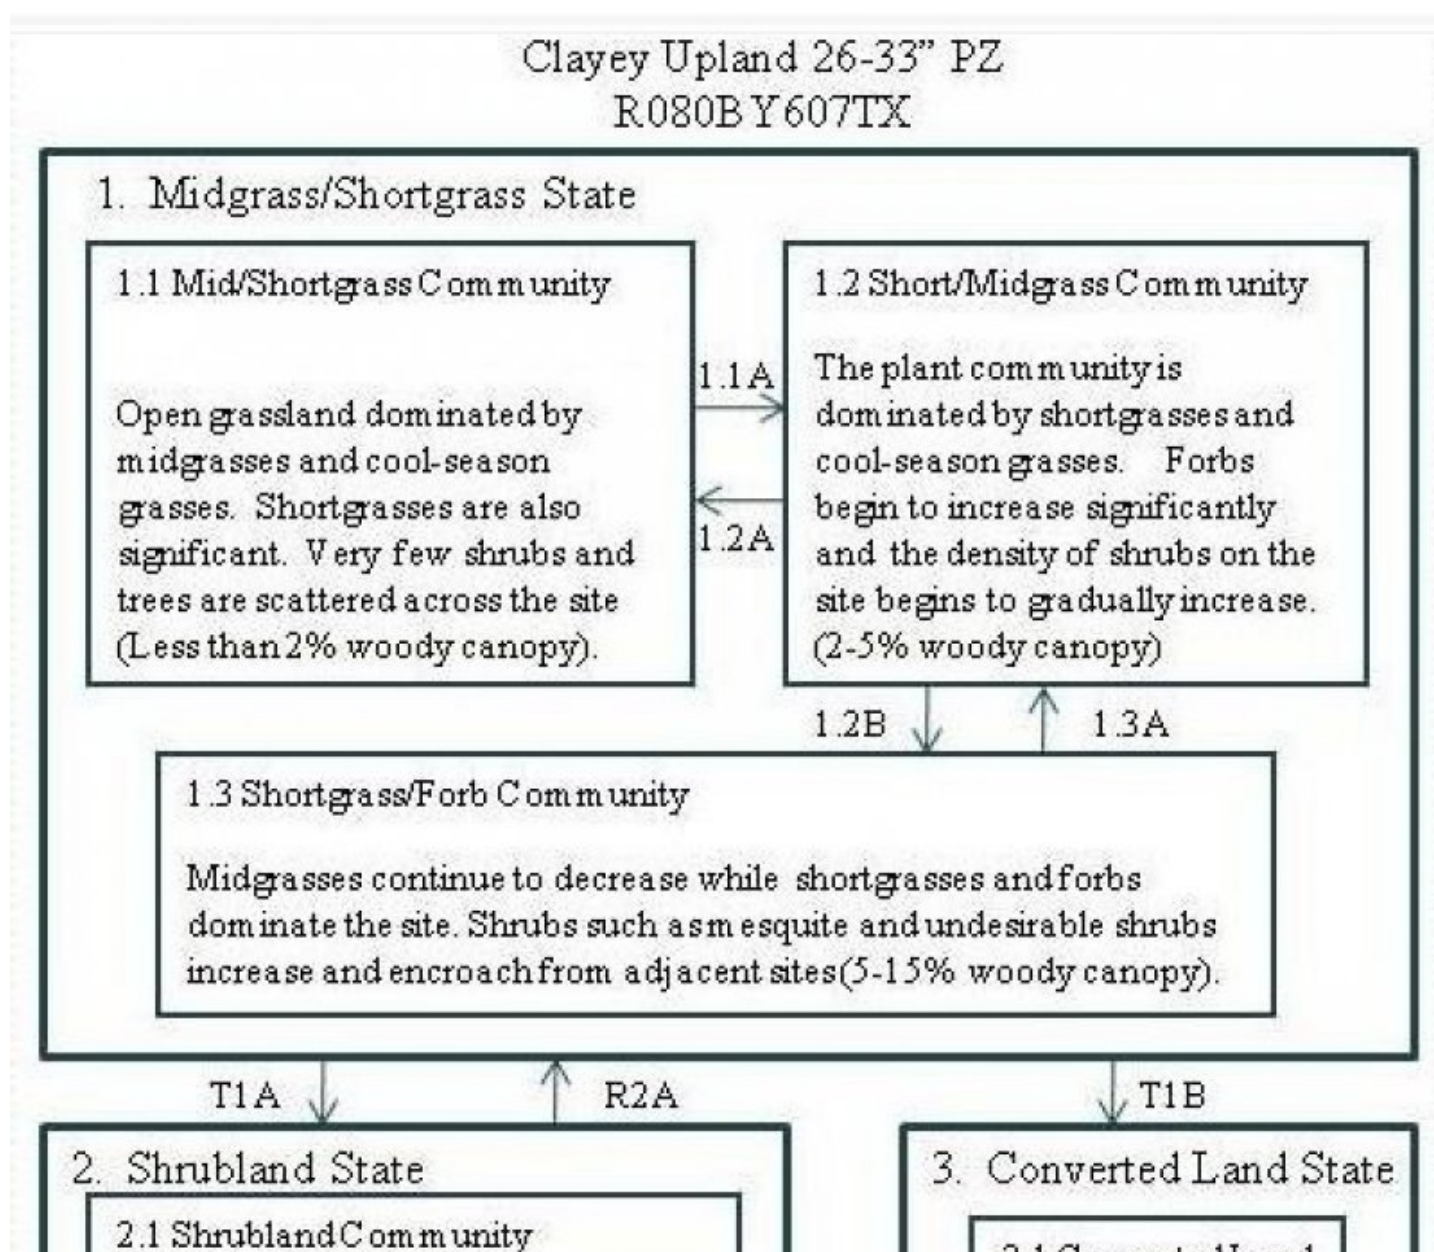 Clayey Upland 26-33” PZ
R080BY607TX
1. Midgrass/Shortgrass State
1.1 Mid/Shortgrass Community
Open grassland dominated by
midgrasses and cool-season
grasses. Shortgrasses are also
significant. Very few shrubs and
trees are scattered across the site
(Less than 2% woody canopy).
1.1A
1.2A
1.2 Short/Midgrass Community
The plant community is
dominated by shortgrasses and
cool-season grasses. Forbs
begin to increase significantly
and the density of shrubs on the
site begins to gradually increase.
(2-5% woody canopy)
1.2B
1.3A
1.3 Shortgrass/Forb Community
Midgrasses continue to decrease while shortgrasses and forbs
dominate the site. Shrubs such as mesquite and undesirable shrubs
increase and encroach from adjacent sites (5-15% woody canopy).
T1A
R2A
T1B
2. Shrubland State
2.1 Shrubland Community
3. Converted Land State